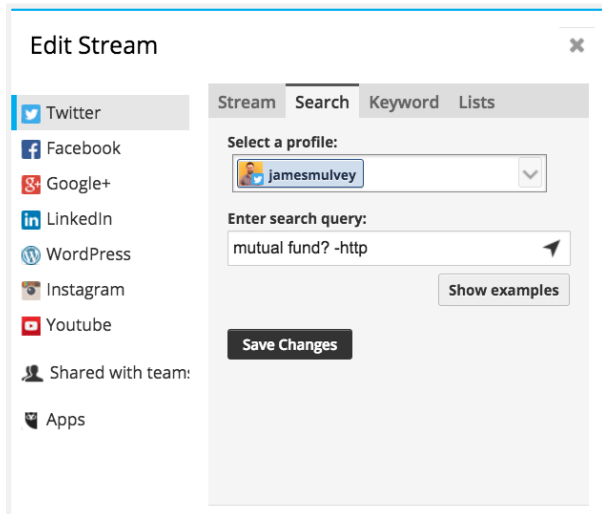 Edit Stream
Twitter
Facebook
Google+
LinkedIn
WordPress
Instagram
Youtube
Shared with teams
Apps
Stream Search Keyword Lists
Select a profile:
jamesmulvey
Enter search query:
mutual fund? -http
Show examples
Save Changes